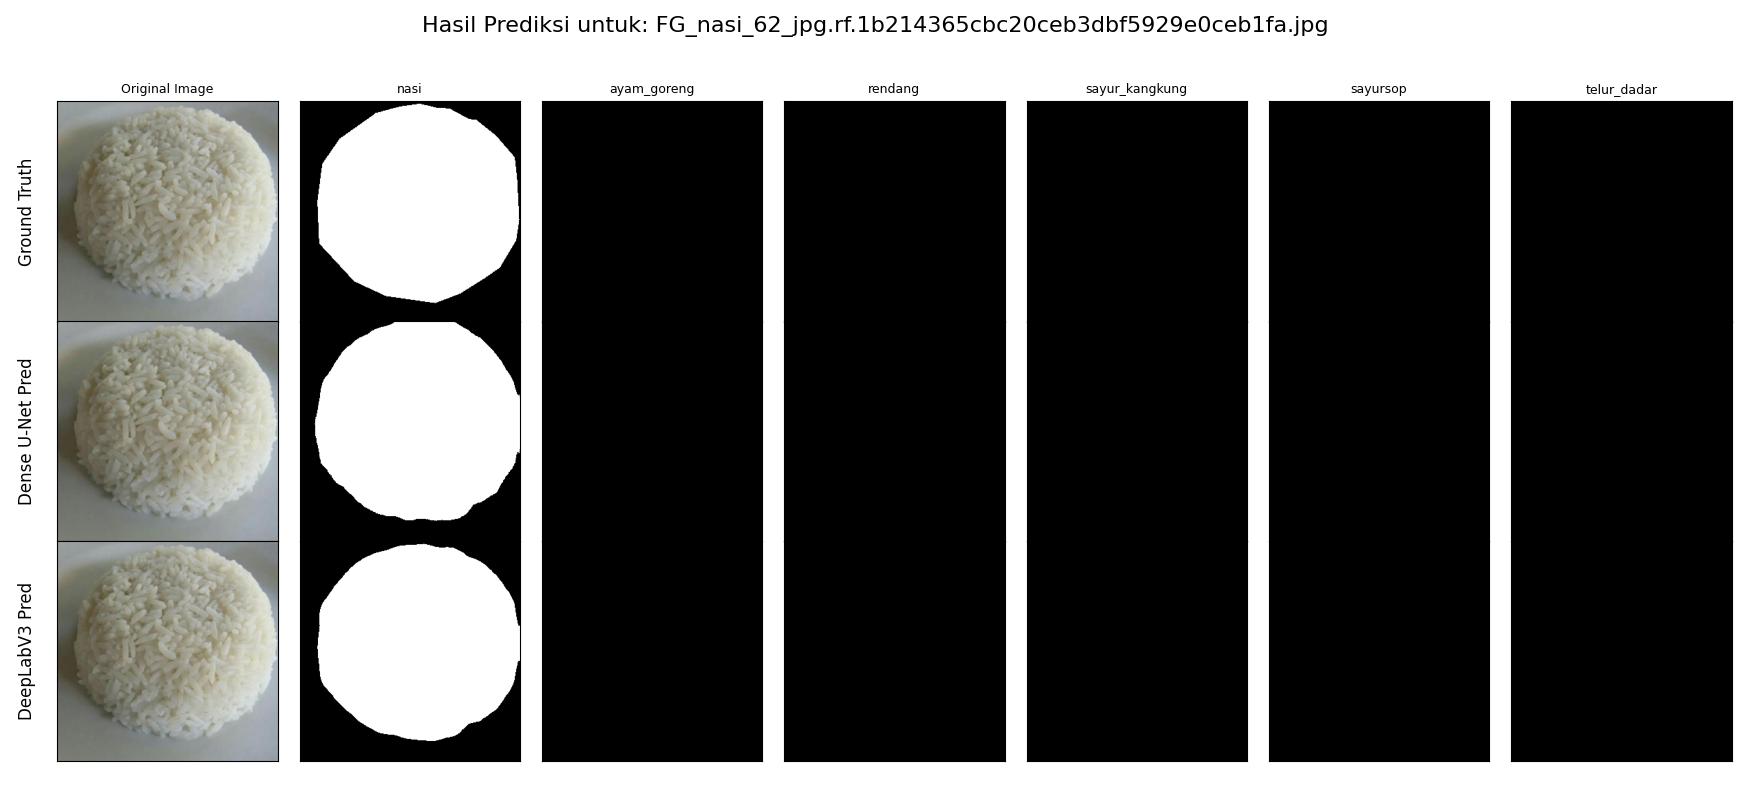 Hasil Prediksi untuk: FG_nasi_62_jpg.rf.1b214365cbc20ceb3dbf5929e0ceb1fa.jpg
Original Image
nasi
ayam_goreng
rendang
sayur_kangkung
sayursop
telur_dadar
Ground Truth
Dense U-Net Pred
DeepLabV3 Pred